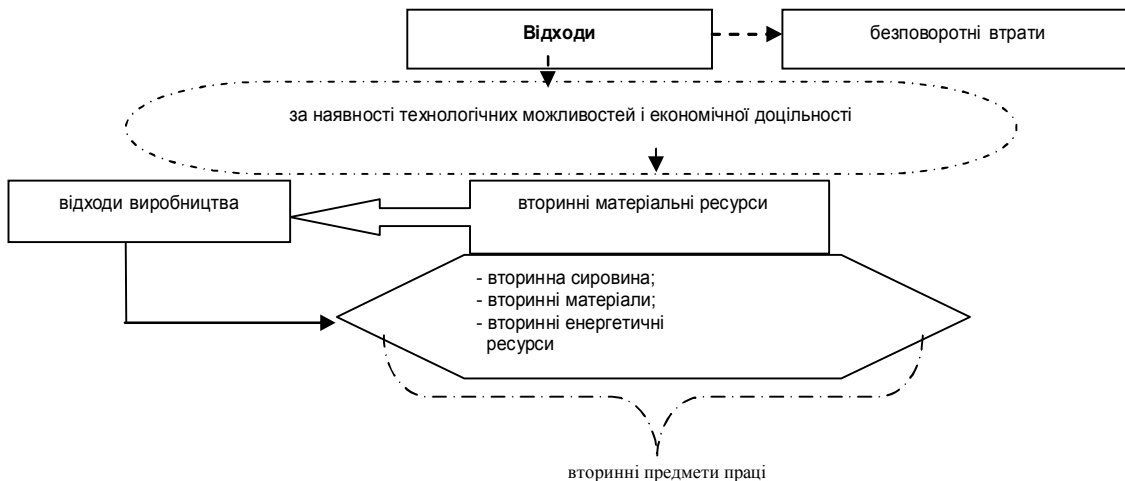 Відходи
безповоротні втрати
за наявності технологічних можливостей і економічної доцільності
відходи виробництва
вторинні матеріальні ресурси
- вторинна сировина;
- вторинні матеріали;
- вторинні енергетичні
ресурси
вторинні предмети праці